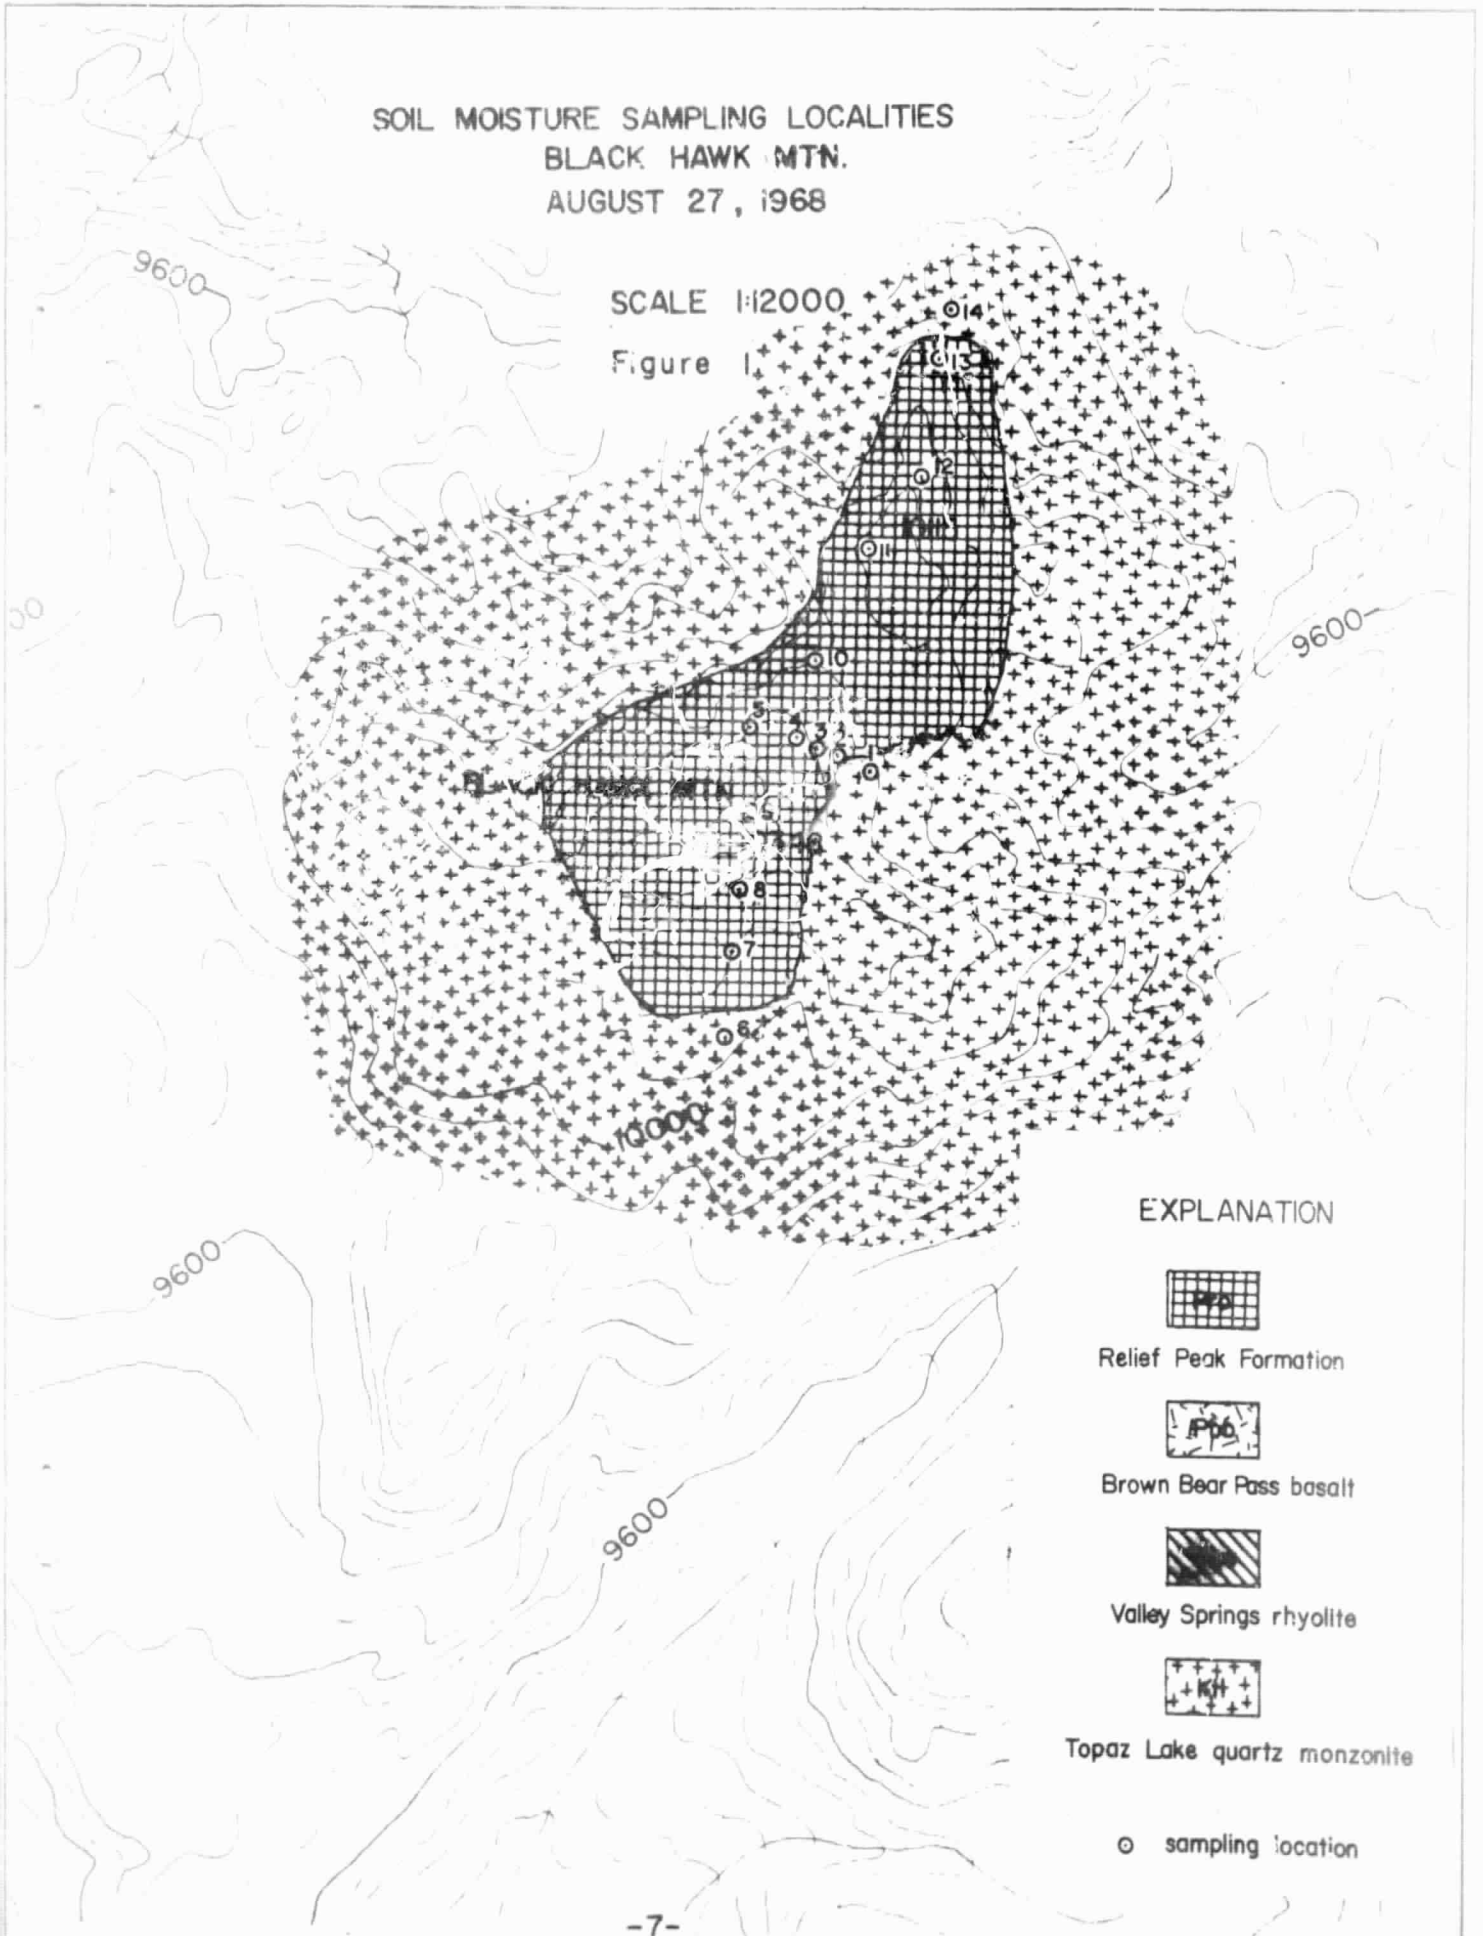 SOIL MOISTURE SAMPLING LOCALITIES
BLACK HAWK MTN.
AUGUST 27, 1968
9600
SCALE 1:12000
Figure 1.
14
13
12
11
9600
10
5
4
3
1
8
7
6
10000
EXPLANATION
9600
Relief Peak Formation
Ppb
Brown Bear Pass basalt
9600
Valley Springs rhyolite
Topaz Lake quartz monzonite
sampling location
-7-